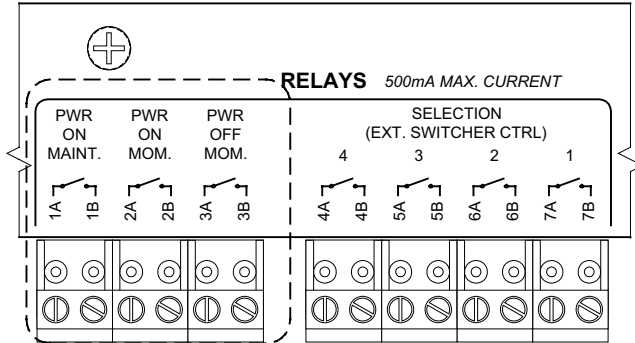 RELAYS 500mA MAX. CURRENT
PWR ON MAINT.
PWR ON MOM.
PWR OFF MOM.
SELECTION
(EXT. SWITCHER CTRL)
4 3 2 1
1A 1B 2A 2B 3A 3B 4A 4B 5A 5B 6A 6B 7A 7B